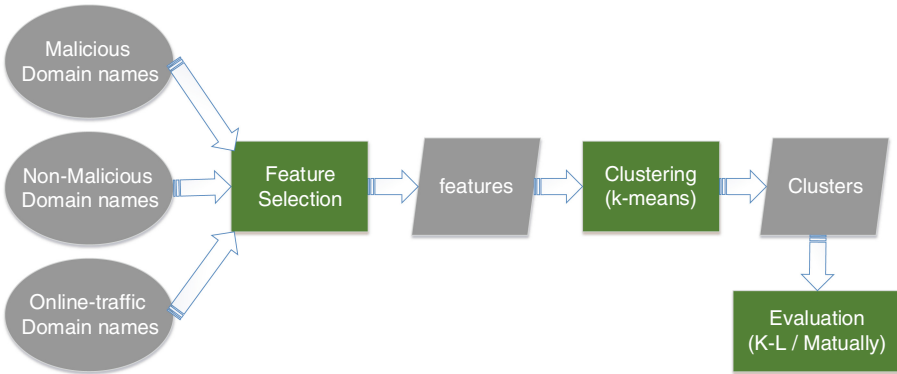 Malicious
Domain names
Non-Malicious
Domain names
Online-traffic
Domain names
Feature
Selection
features
Clustering
(k-means)
Clusters
Evaluation
(K-L / Matually)